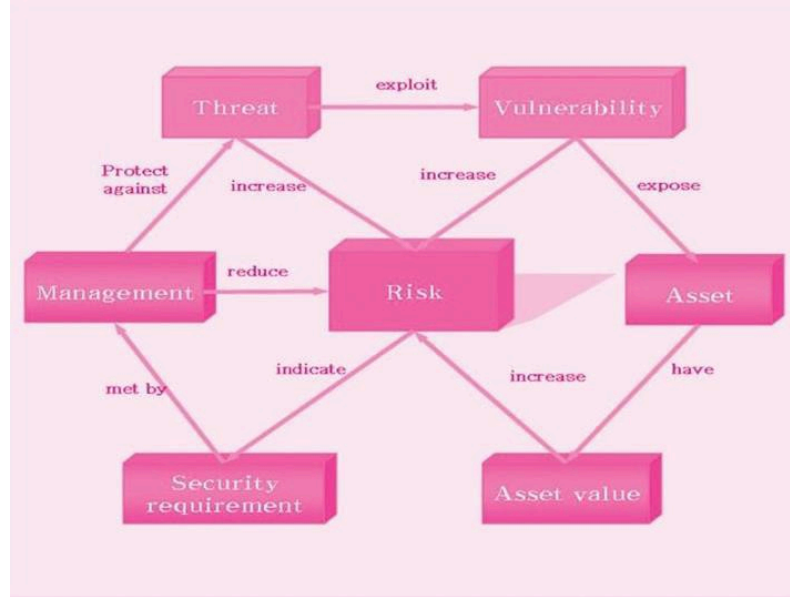 exploit
Threat
Vulnerability
Protect
against
increase
increase
expose
Management
reduce
Risk
Asset
met by
indicate
increase
have
Security
requirement
Asset value